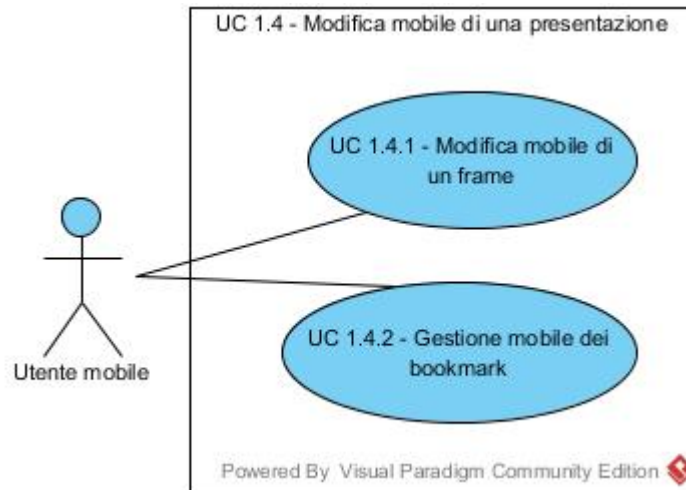 UC 1.4 - Modifica mobile di una presentazione
UC 1.4.1 - Modifica mobile di
un frame
Utente mobile
UC 1.4.2 - Gestione mobile dei
bookmark
Powered By Visual Paradigm Community Edition